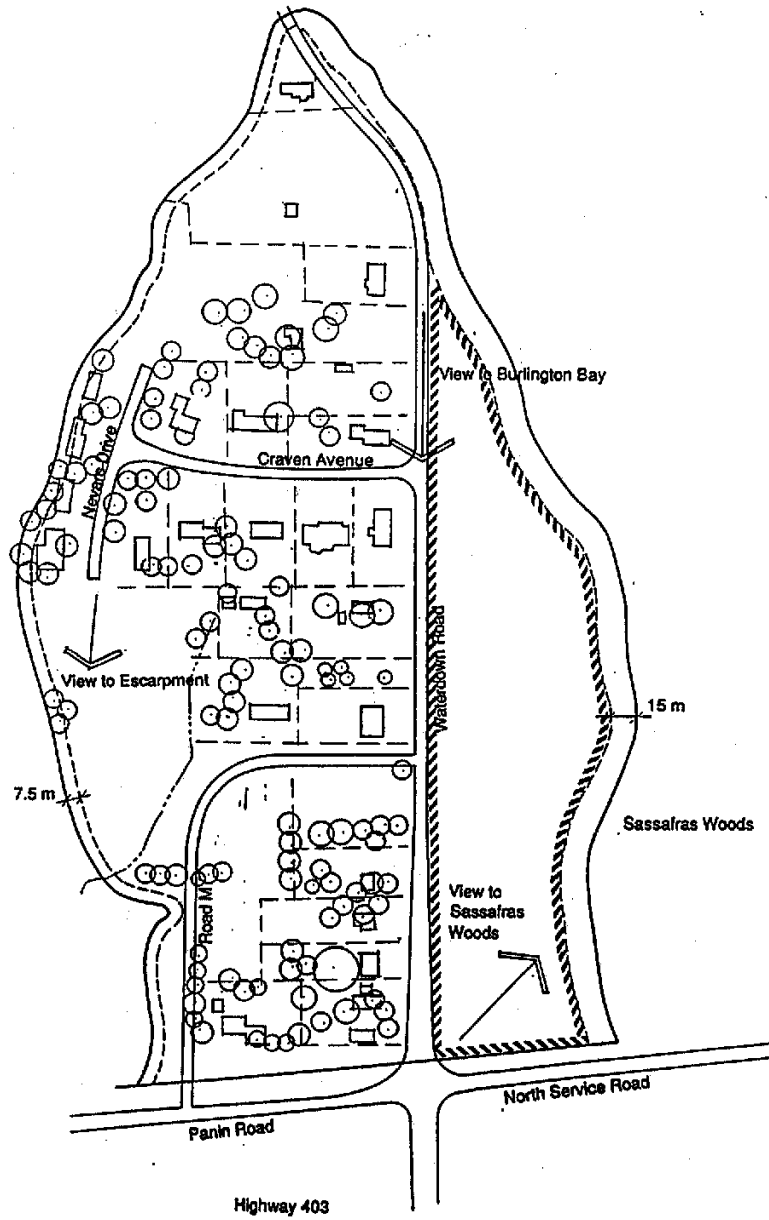 View to Burlington Bay
Craven Avenue
Nevaris Drive
Waterdown Road
View to Escarpment
15 m
7.5 m
Sassafras Woods
Road M
View to
Sassafras
Woods
North Service Road
Panin Road
Highway 403